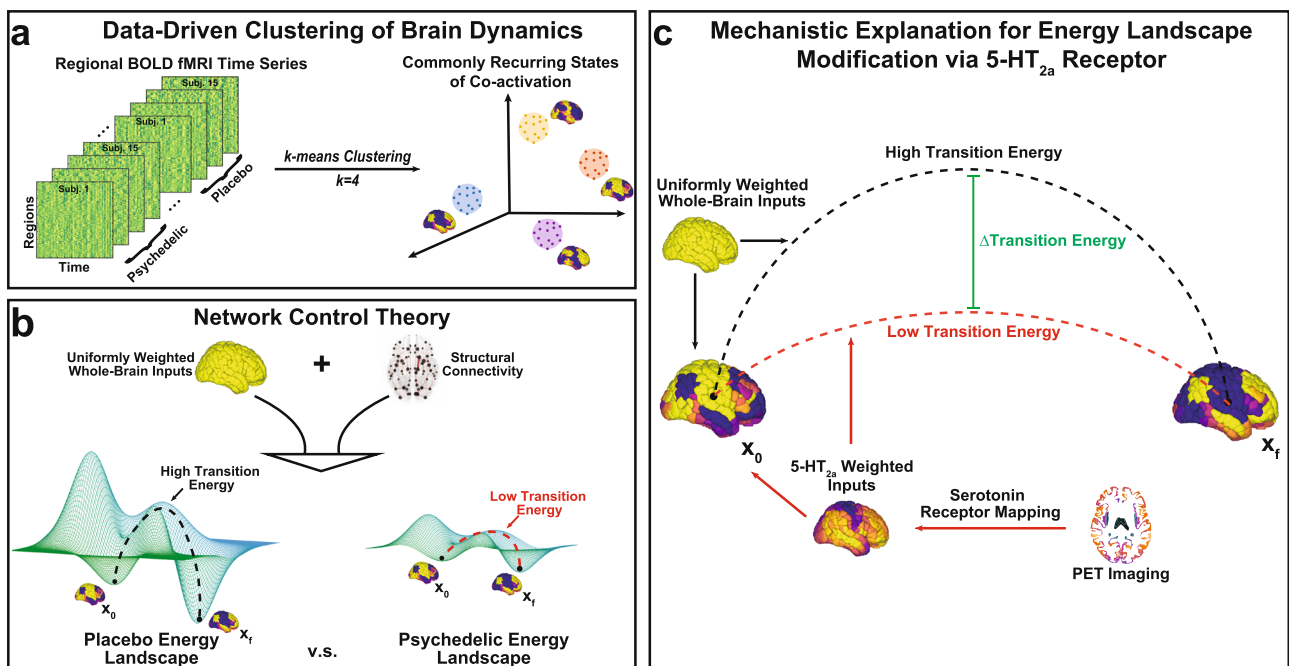 a
Data-Driven Clustering of Brain Dynamics
Regional BOLD fMRI Time Series
Commonly Recurring States
of Co-activation
Subj. 15
Subj. 1
Subj. 15
Subj. 1
...
...
Placebo
Psychedelic
Regions
Time
k-means Clustering
k=4
b
Network Control Theory
Uniformly Weighted
Whole-Brain Inputs
+
Structural
Connectivity
High Transition
Energy
Low Transition
Energy
x₀
x_f
x₀
x_f
Placebo Energy
Landscape
v.s.
Psychedelic Energy
Landscape
c
Mechanistic Explanation for Energy Landscape
Modification via 5-HT₂ₐ Receptor
High Transition Energy
Uniformly Weighted
Whole-Brain Inputs
ΔTransition Energy
Low Transition Energy
x₀
x_f
5-HT₂ₐ Weighted
Inputs
Serotonin
Receptor Mapping
PET Imaging